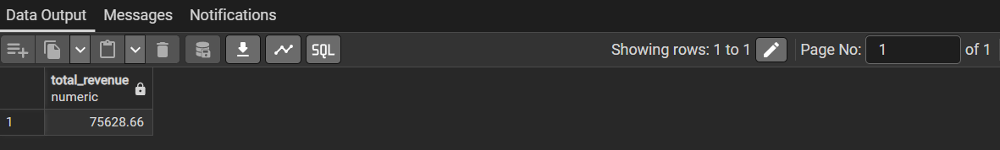 Data Output Messages Notifications
SQL Showing rows: 1 to 1 Page No: 1 of 1
total_revenue
numeric
1 75628.66